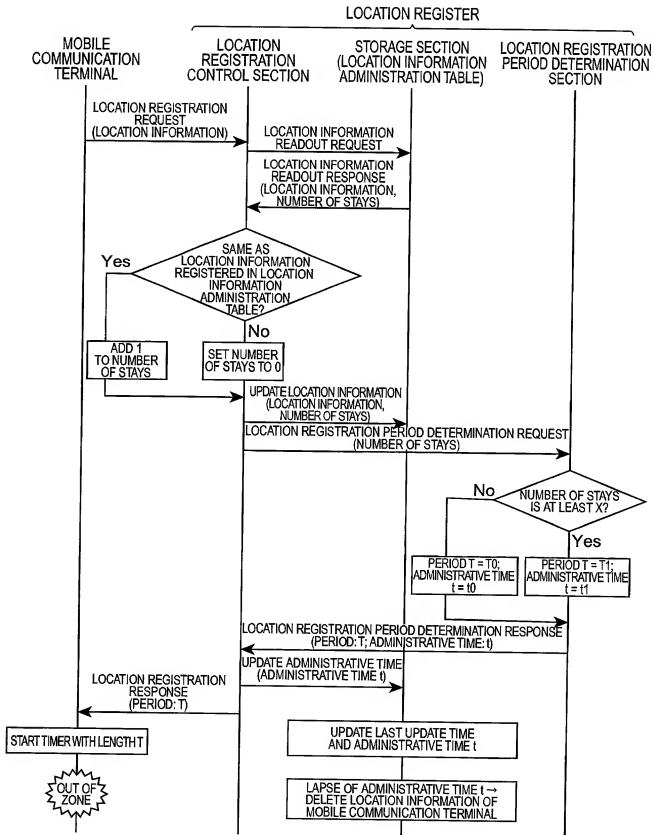 LOCATION REGISTER
MOBILE
COMMUNICATION
TERMINAL
LOCATION
REGISTRATION
CONTROL SECTION
STORAGE SECTION
(LOCATION INFORMATION
ADMINISTRATION TABLE)
LOCATION REGISTRATION
PERIOD DETERMINATION
SECTION
LOCATION REGISTRATION
REQUEST
(LOCATION INFORMATION)
LOCATION INFORMATION
READOUT REQUEST
LOCATION INFORMATION
READOUT RESPONSE
(LOCATION INFORMATION,
NUMBER OF STAYS)
SAME AS
LOCATION INFORMATION
REGISTERED IN LOCATION
INFORMATION
ADMINISTRATION
TABLE?
Yes
No
ADD 1
TO NUMBER
OF STAYS
SET NUMBER
OF STAYS TO 0
UPDATE LOCATION INFORMATION
(LOCATION INFORMATION,
NUMBER OF STAYS)
LOCATION REGISTRATION PERIOD DETERMINATION REQUEST
(NUMBER OF STAYS)
NUMBER OF STAYS
IS AT LEAST X?
No
Yes
PERIOD T = T0;
ADMINISTRATIVE TIME
t = t0
PERIOD T = T1;
ADMINISTRATIVE TIME
t = t1
LOCATION REGISTRATION PERIOD DETERMINATION RESPONSE
(PERIOD: T; ADMINISTRATIVE TIME: t)
UPDATE ADMINISTRATIVE TIME
(ADMINISTRATIVE TIME t)
LOCATION REGISTRATION
RESPONSE
(PERIOD: T)
START TIMER WITH LENGTH T
UPDATE LAST UPDATE TIME
AND ADMINISTRATIVE TIME t
OUT OF
ZONE
LAPSE OF ADMINISTRATIVE TIME t →
DELETE LOCATION INFORMATION OF
MOBILE COMMUNICATION TERMINAL